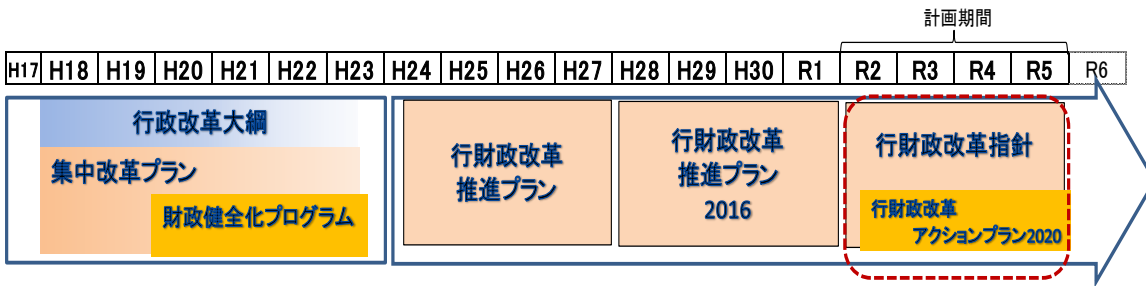 計画期間
H17 H18 H19 H20 H21 H22 H23 H24 H25 H26 H27 H28 H29 H30 R1 R2 R3 R4 R5 R6
行政改革大綱
集中改革プラン
財政健全化プログラム
行財政改革
推進プラン
行財政改革
推進プラン
2016
行財政改革指針
行財政改革
アクションプラン2020